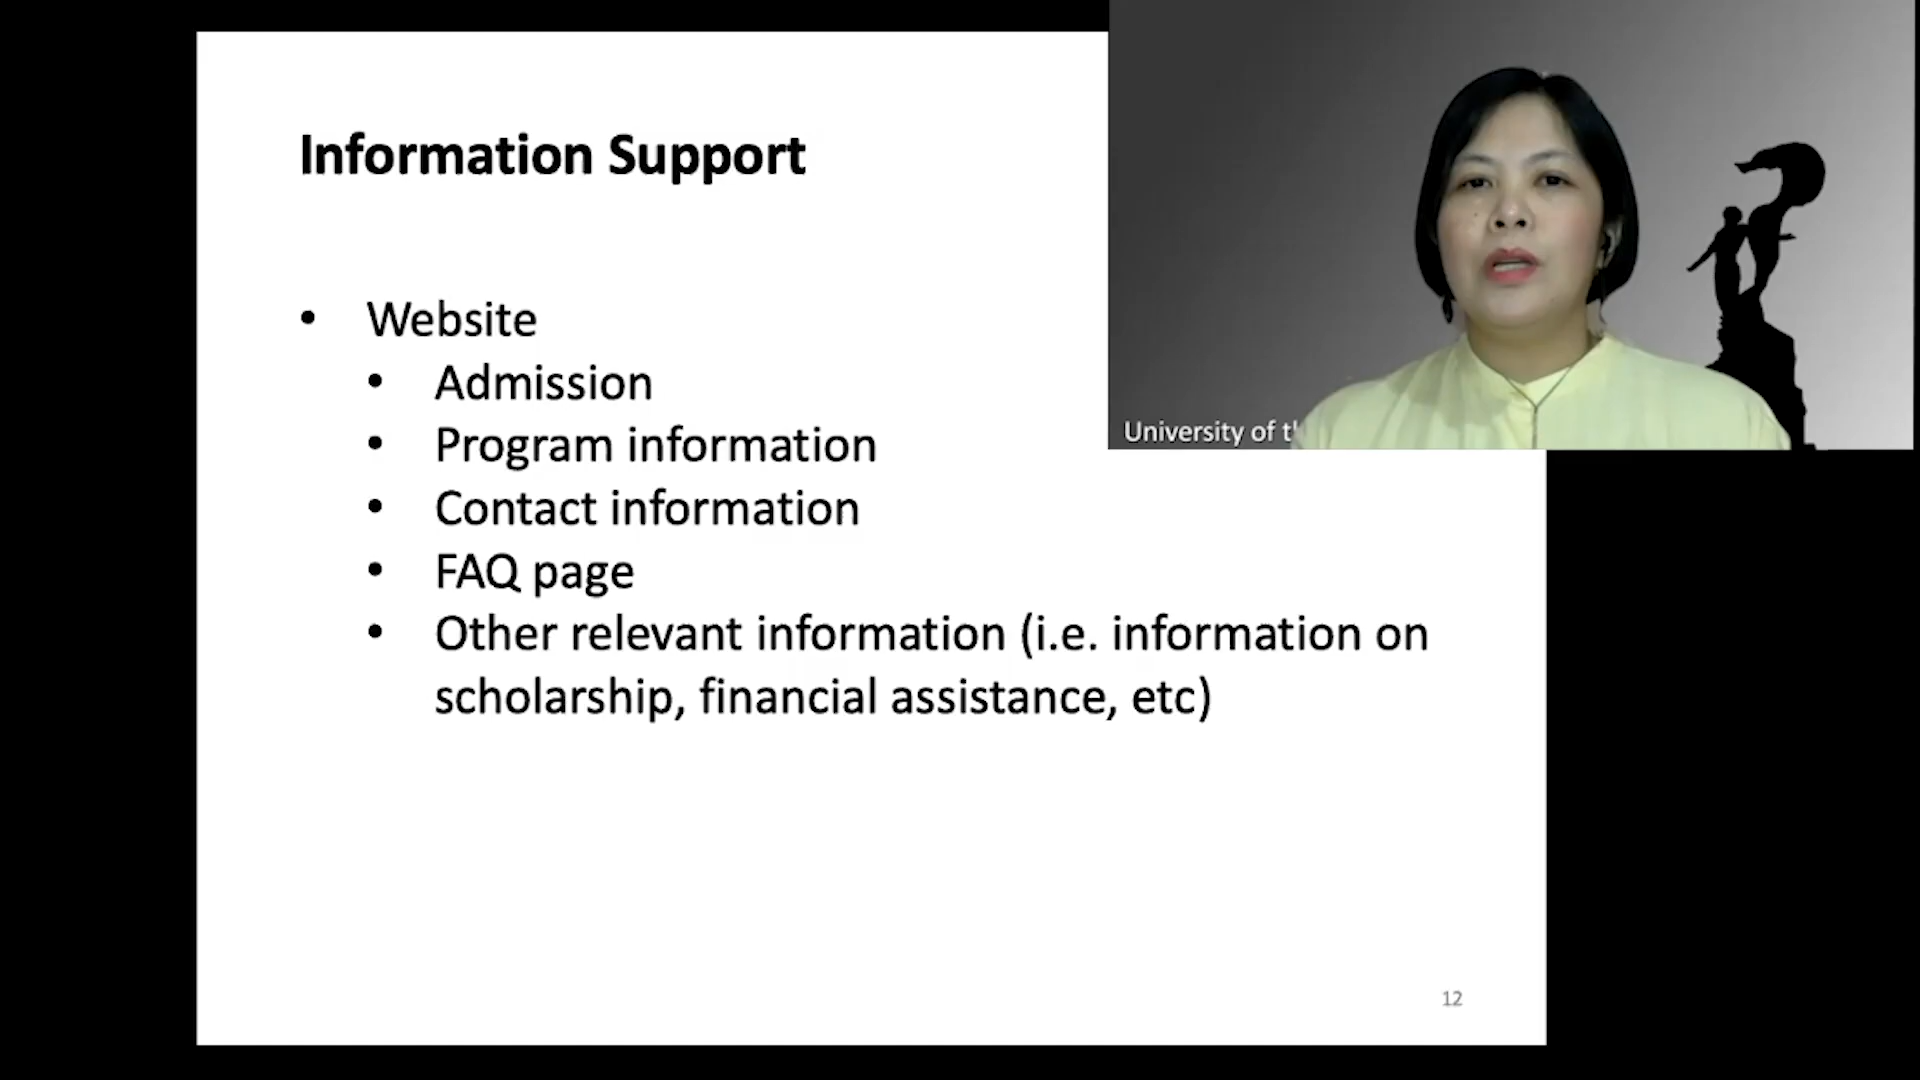 Information Support
• Website
• Admission
• Program information
• Contact information
• FAQ page
• Other relevant information (i.e. information on
scholarship, financial assistance, etc)
University of
12